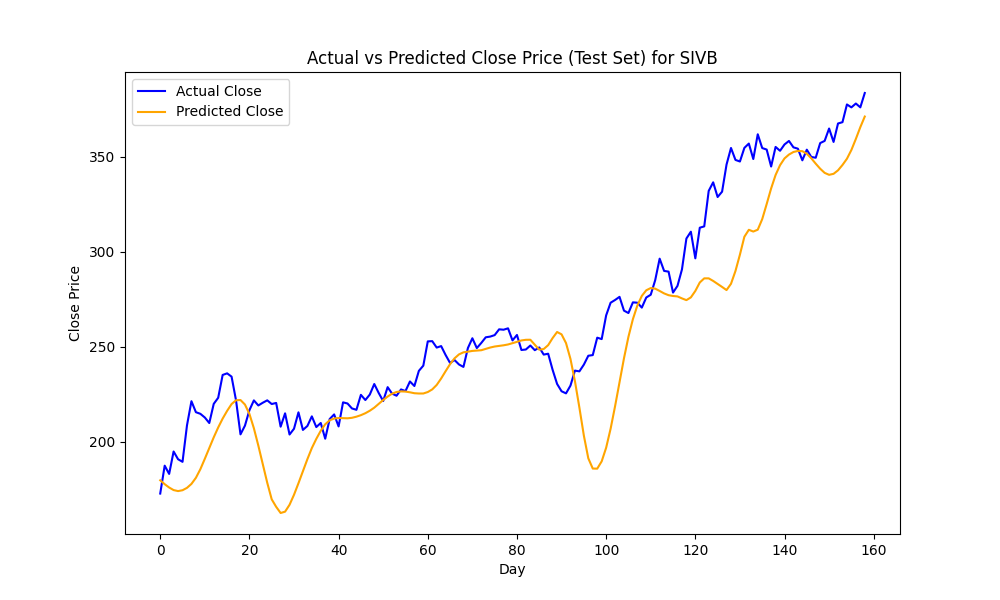 Actual vs Predicted Close Price (Test Set) for SIVB
Actual Close
Predicted Close
350
300
250
200
Close Price
0 20 40 60 80 100 120 140 160
Day